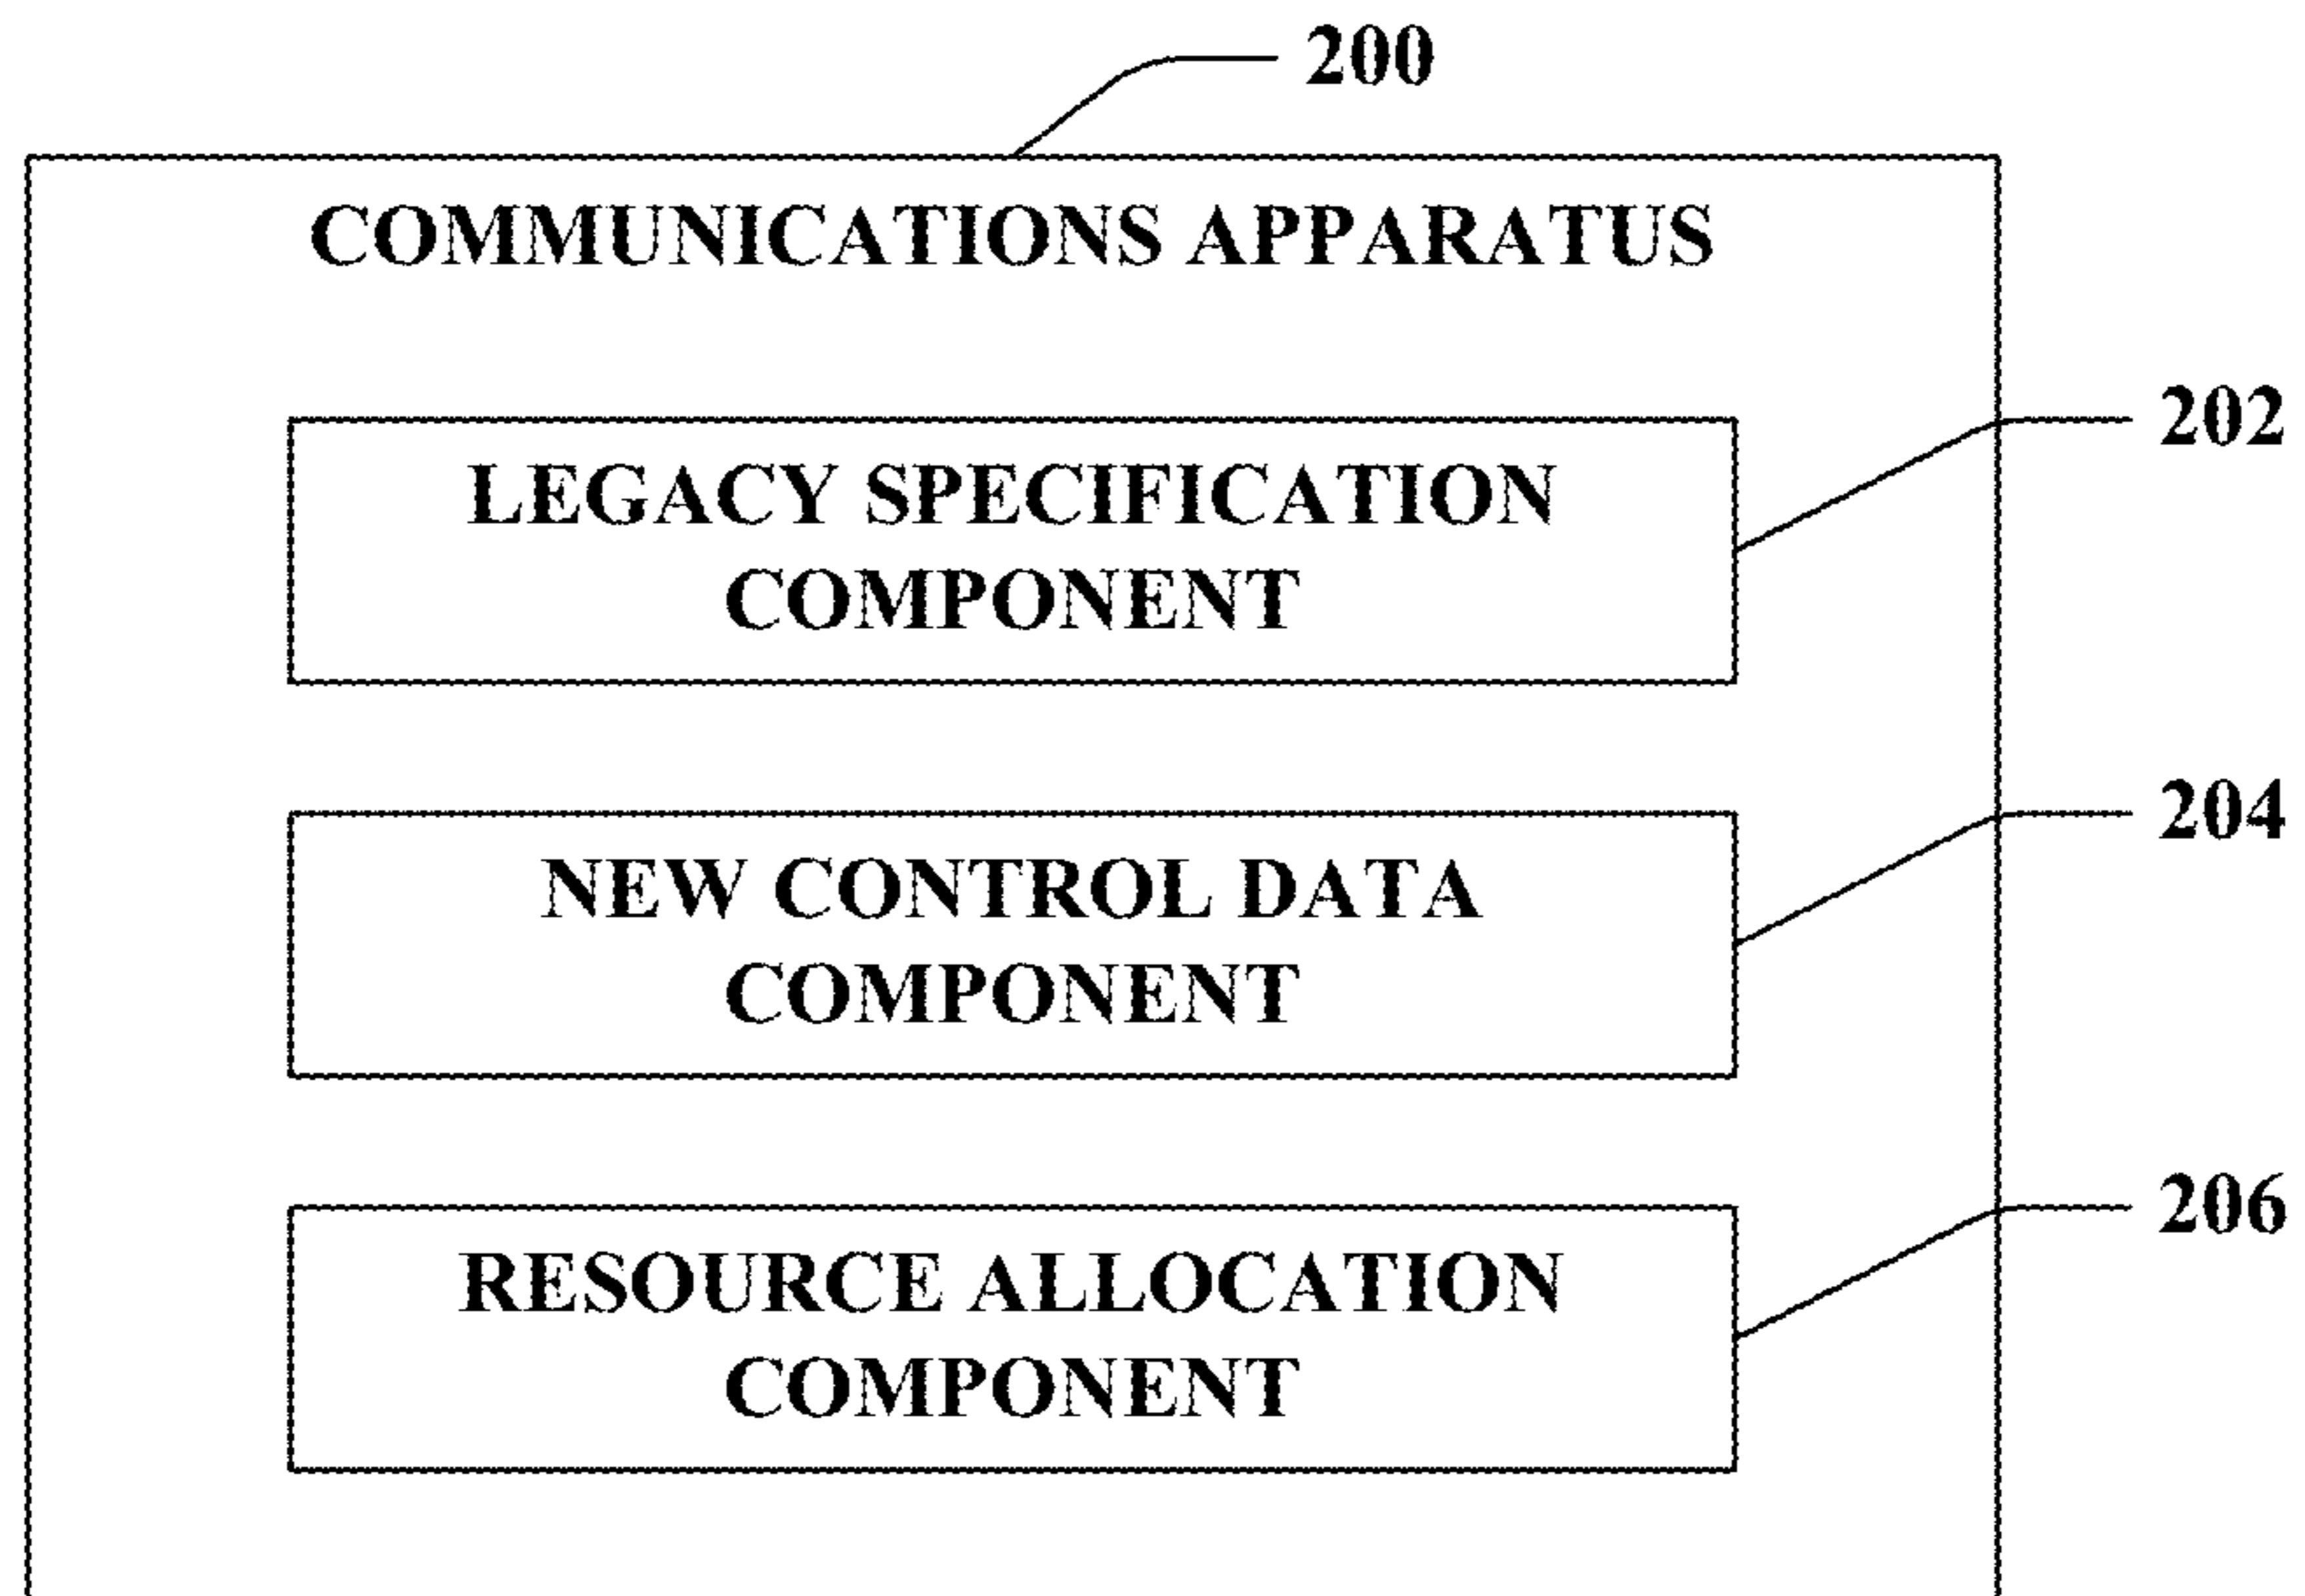 200
COMMUNICATIONS APPARATUS
202
LEGACY SPECIFICATION
COMPONENT
204
NEW CONTROL DATA
COMPONENT
206
RESOURCE ALLOCATION
COMPONENT